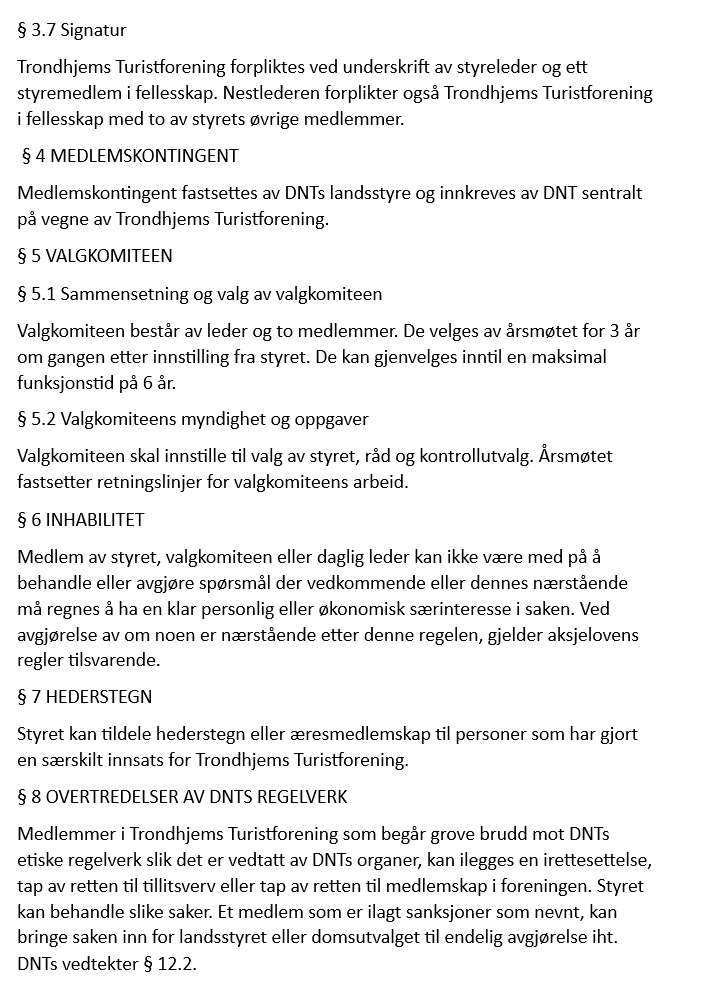 § 3.7 Signatur
Trondhjems Turistforening forpliktes ved underskrift av styreleder og ett
styremedlem i fellesskap. Nestlederen forplikter også Trondhjems Turistforening
i fellesskap med to av styrets øvrige medlemmer.
§ 4 MEDLEMSKONTINGENT
Medlemskontingent fastsettes av DNTs landsstyre og innkreves av DNT sentralt
på vegne av Trondhjems Turistforening.
§ 5 VALGKOMITEEN
§ 5.1 Sammensetning og valg av valgkomiteen
Valgkomiteen består av leder og to medlemmer. De velges av årsmøtet for 3 år
om gangen etter innstilling fra styret. De kan gjenvelges inntil en maksimal
funksjonstid på 6 år.
§ 5.2 Valgkomiteens myndighet og oppgaver
Valgkomiteen skal innstille til valg av styret, råd og kontrollutvalg. Årsmøtet
fastsetter retningslinjer for valgkomiteens arbeid.
§ 6 INHABILITET
Medlem av styret, valgkomiteen eller daglig leder kan ikke være med på å
behandle eller avgjøre spørsmål der vedkommende eller dennes nærstående
må regnes å ha en klar personlig eller økonomisk særinteresse i saken. Ved
avgjørelse av om noen er nærstående etter denne regelen, gjelder aksjelovens
regler tilsvarende.
§ 7 HEDERSTEGN
Styret kan tildele hederstegn eller æresmedlemskap til personer som har gjort
en særskilt innsats for Trondhjems Turistforening.
§ 8 OVERTREDELSER AV DNTS REGELVERK
Medlemmer i Trondhjems Turistforening som begår grove brudd mot DNTs
etiske regelverk slik det er vedtatt av DNTs organer, kan ilegges en irettesettelse,
tap av retten til tillitsverv eller tap av retten til medlemskap i foreningen. Styret
kan behandle slike saker. Et medlem som er ilagt sanksjoner som nevnt, kan
bringe saken inn for landsstyret eller domsutvalget til endelig avgjørelse iht.
DNTs vedtekter § 12.2.